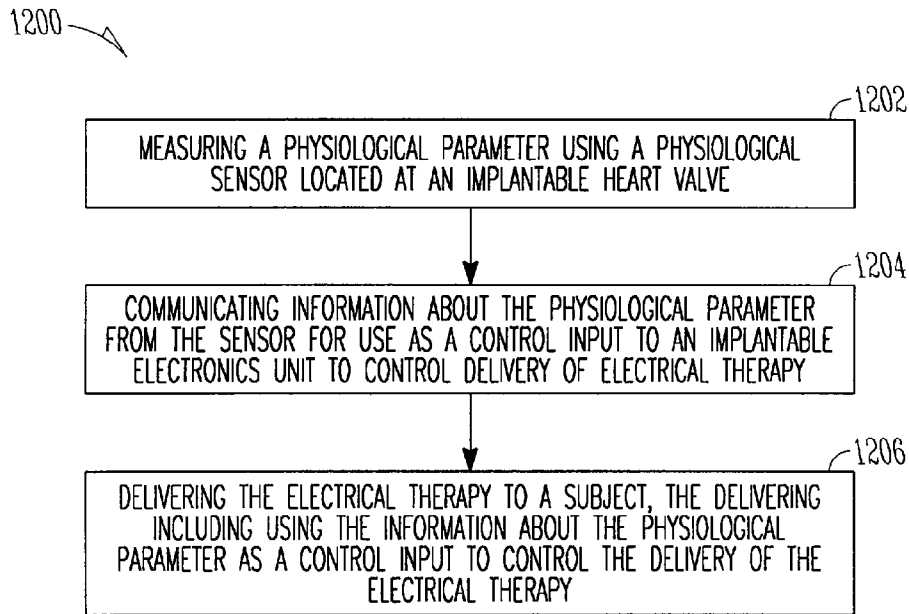 1200
1202
MEASURING A PHYSIOLOGICAL PARAMETER USING A PHYSIOLOGICAL
SENSOR LOCATED AT AN IMPLANTABLE HEART VALVE
1204
COMMUNICATING INFORMATION ABOUT THE PHYSIOLOGICAL PARAMETER
FROM THE SENSOR FOR USE AS A CONTROL INPUT TO AN IMPLANTABLE
ELECTRONICS UNIT TO CONTROL DELIVERY OF ELECTRICAL THERAPY
1206
DELIVERING THE ELECTRICAL THERAPY TO A SUBJECT, THE DELIVERING
INCLUDING USING THE INFORMATION ABOUT THE PHYSIOLOGICAL
PARAMETER AS A CONTROL INPUT TO CONTROL THE DELIVERY OF THE
ELECTRICAL THERAPY